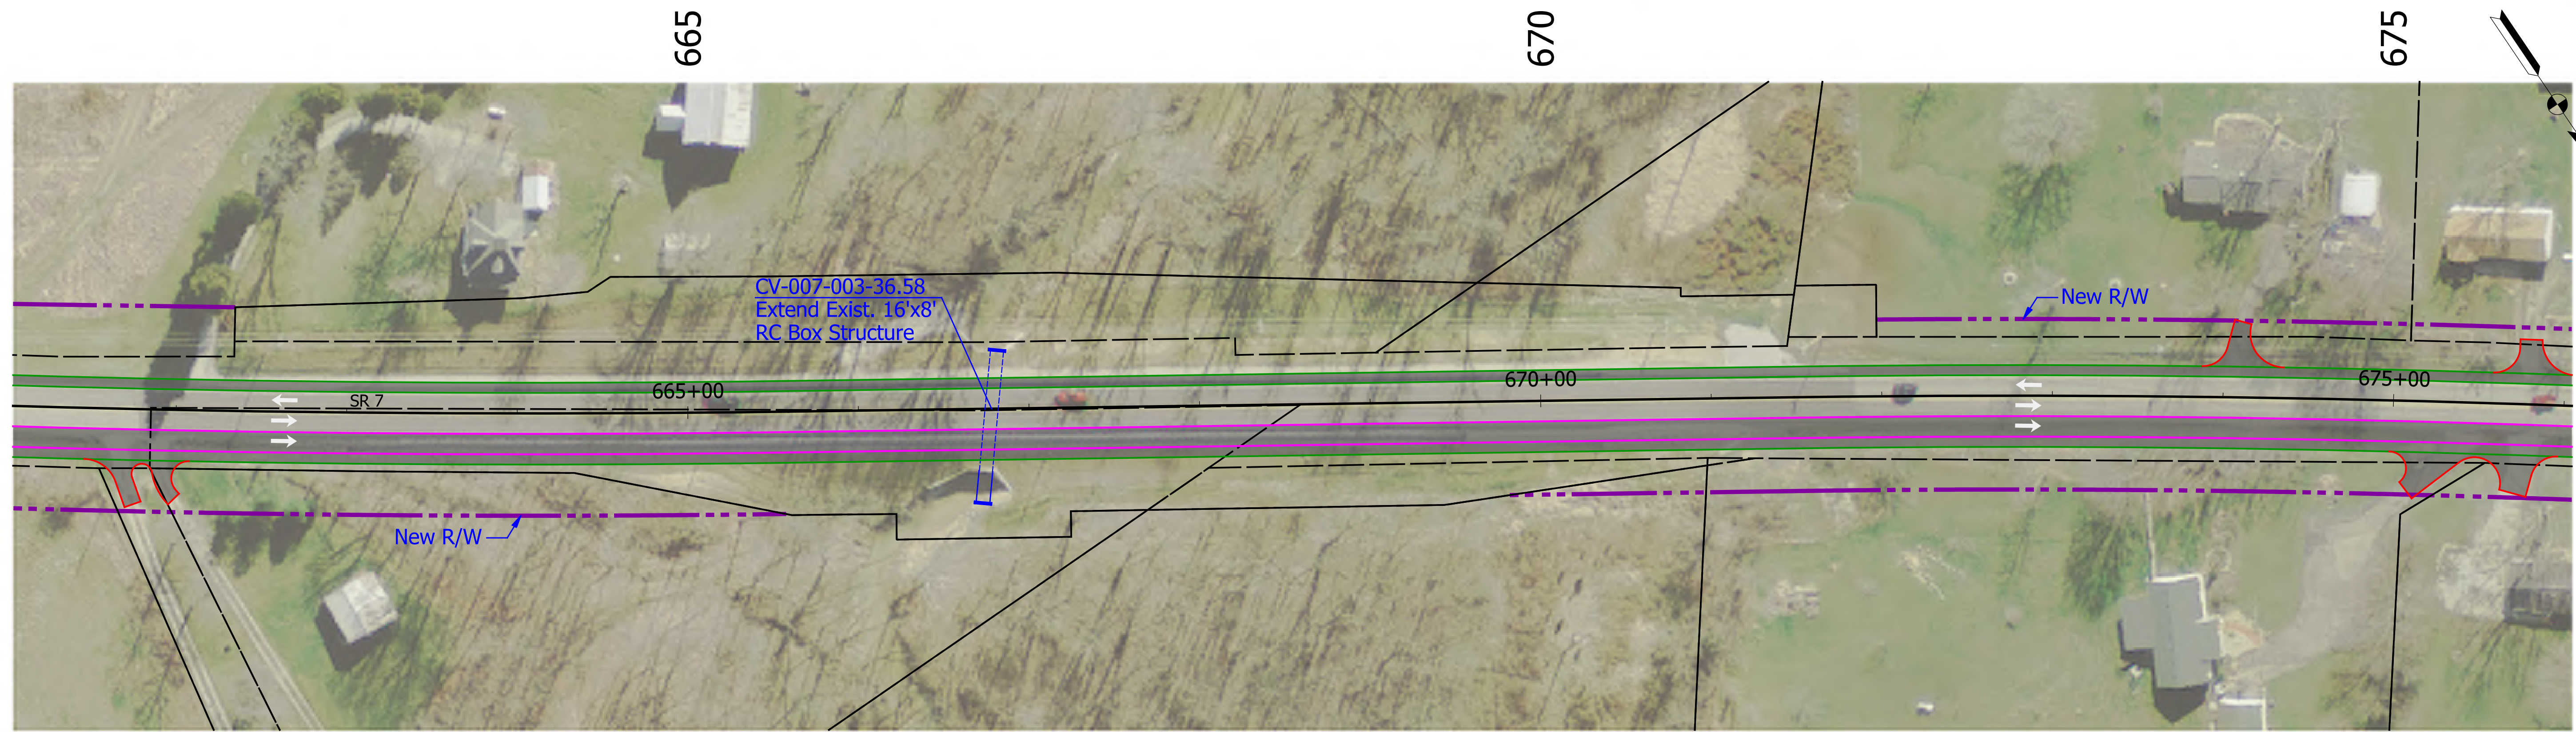 665
670
675
CV-007-003-36.58
Extend Exist. 16'x8'
RC Box Structure
New R/W
665+00
670+00
675+00
SR 7
New R/W